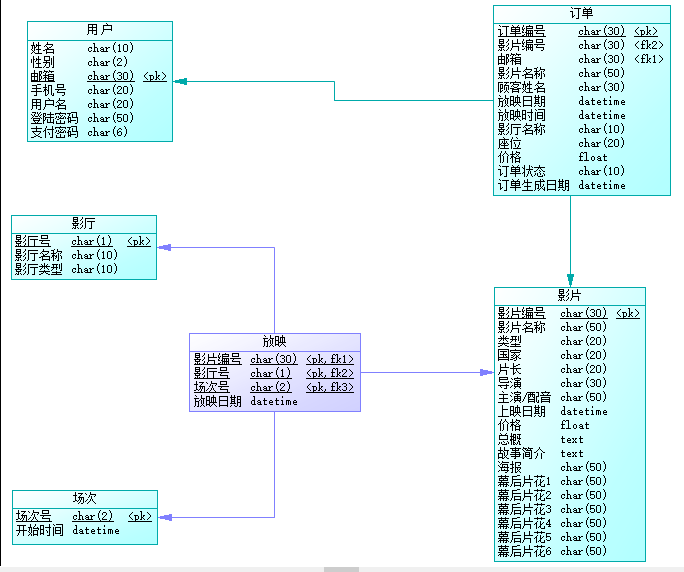 用户
姓名 char(10)
性别 char(2)
邮箱 char(30) <pk>
手机号 char(20)
用户名 char(20)
登陆密码 char(50)
支付密码 char(6)
订单
订单编号 char(30) <pk>
影片编号 char(30) <fk2>
邮箱 char(30) <fk1>
影片名称 char(50)
顾客姓名 char(30)
放映日期 datetime
放映时间 datetime
影厅名称 char(10)
座位 char(20)
价格 float
订单状态 char(10)
订单生成日期 datetime
影厅
影厅号 char(1) <pk>
影厅名称 char(10)
影厅类型 char(10)
放映
影片编号 char(30) <pk,fk1>
影厅号 char(1) <pk,fk2>
场次号 char(2) <pk,fk3>
放映日期 datetime
影片
影片编号 char(30) <pk>
影片名称 char(50)
类型 char(20)
国家 char(20)
片长 char(20)
导演 char(30)
主演/配音 char(50)
上映日期 datetime
价格 float
总概 text
故事简介 text
海报 char(50)
幕后片花1 char(50)
幕后片花2 char(50)
幕后片花3 char(50)
幕后片花4 char(50)
幕后片花5 char(50)
幕后片花6 char(50)
场次
场次号 char(2) <pk>
开始时间 datetime